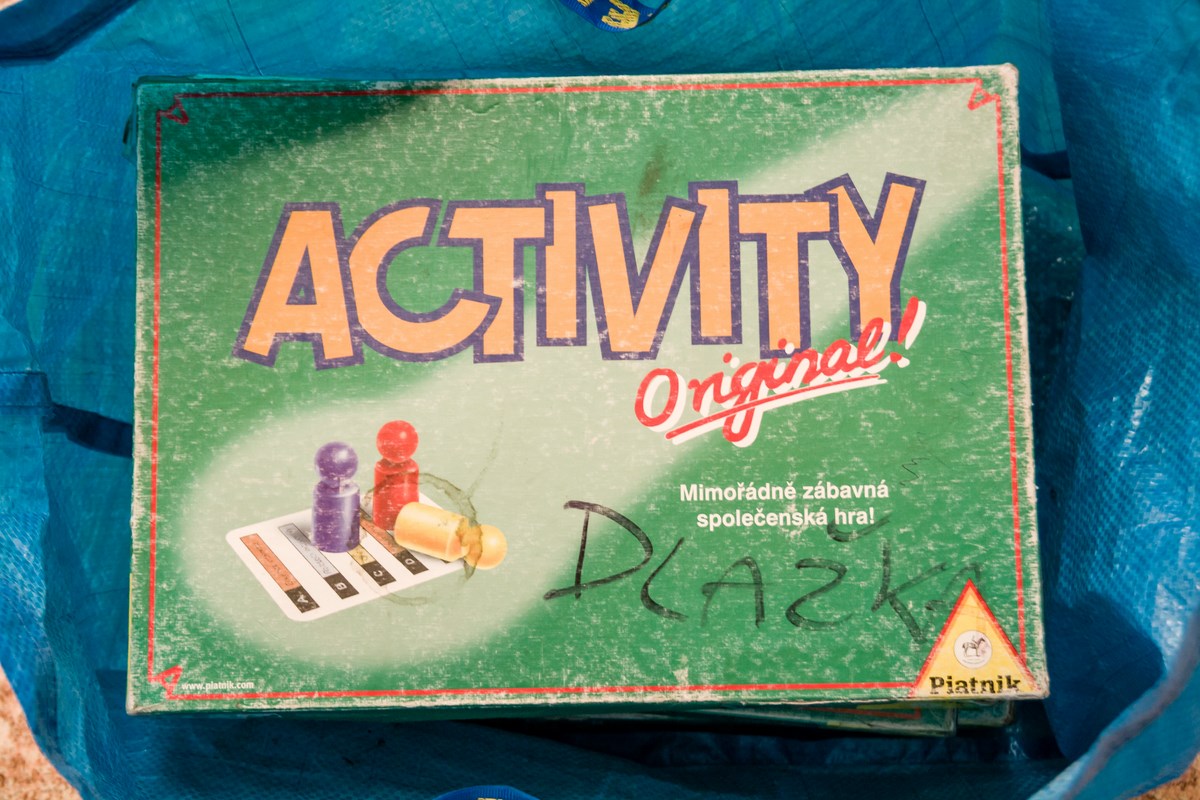 ACTIVITY
Original!
Mimořádně zábavná
společenská hra!
DLAŽKA
A
B
C
D
www.piatnik.com
Piatnik